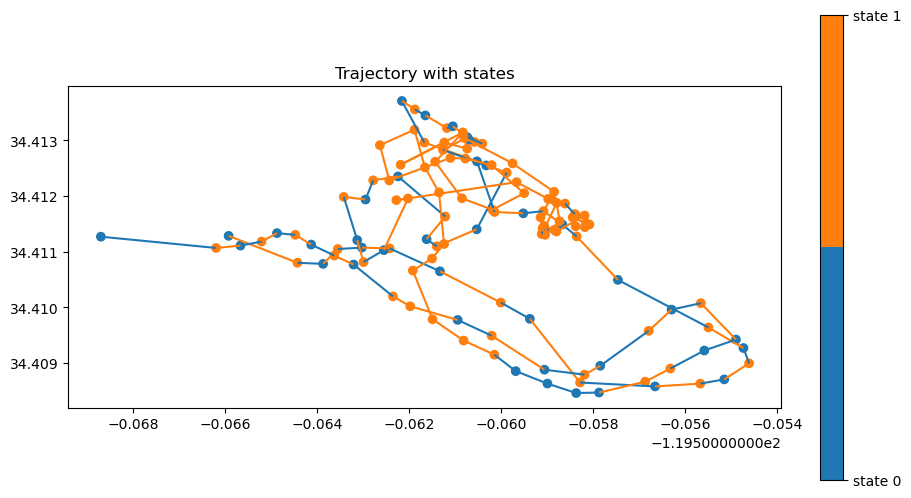 Trajectory with states
state 1
34.413
34.412
34.411
34.410
34.409
−0.068 −0.066 −0.064 −0.062 −0.060 −0.058 −0.056 −0.054
−1.1950000000e2
state 0